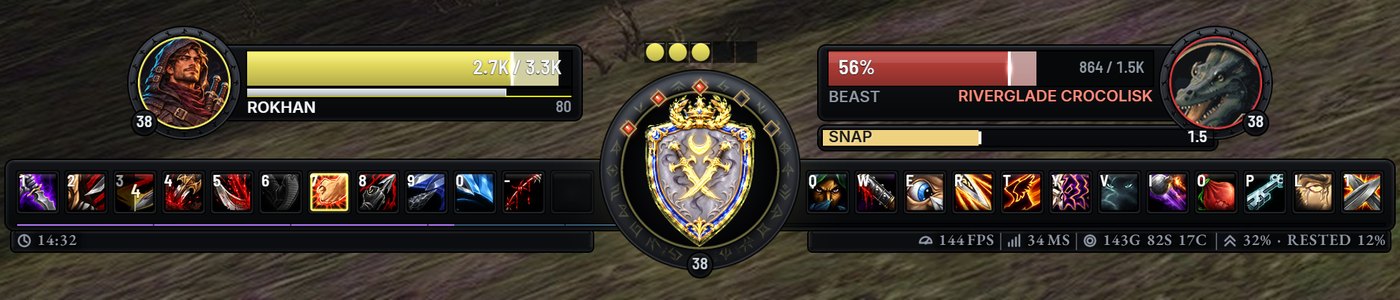 2.7K / 3.3K
ROKHAN
80
38
56%
864 / 1.5K
BEAST
RIVERGLADE CROCOLISK
38
SNAP
1.5
1 2 3 4 4 5 6 7 8 9 0 -
Q W E R T Y V L O P L T
14:32
38
144 FPS
34 MS
143G 82S 17C
32% · RESTED 12%